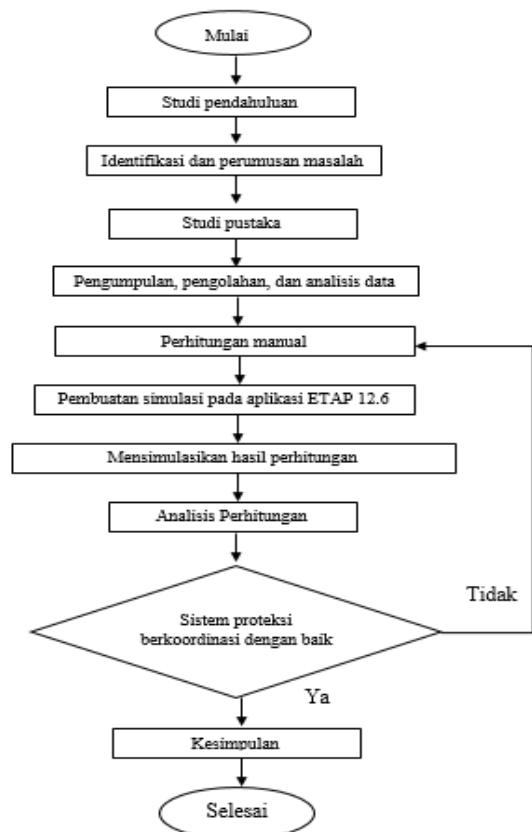 Mulai
Studi pendahuluan
Identifikasi dan perumusan masalah
Studi pustaka
Pengumpulan, pengolahan, dan analisis data
Perhitungan manual
Pembuatan simulasi pada aplikasi ETAP 12.6
Mensimulasikan hasil perhitungan
Analisis Perhitungan
Sistem proteksi
berkoordinasi dengan baik
Tidak
Ya
Kesimpulan
Selesai